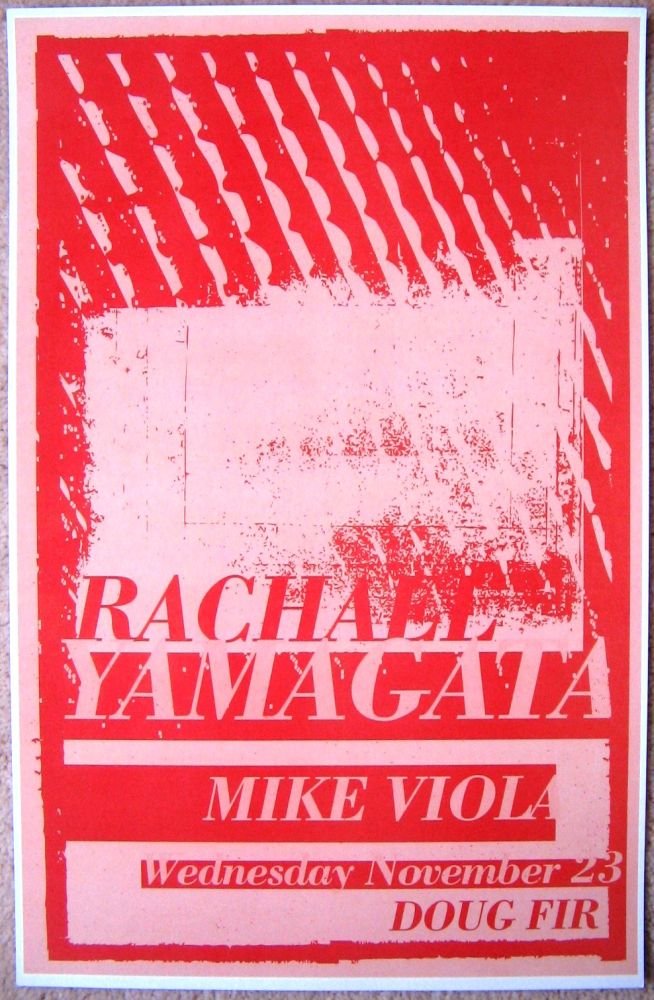 RACHAEL
YAMAGATA
MIKE VIOLA
Wednesday November 23
DOUG FIR